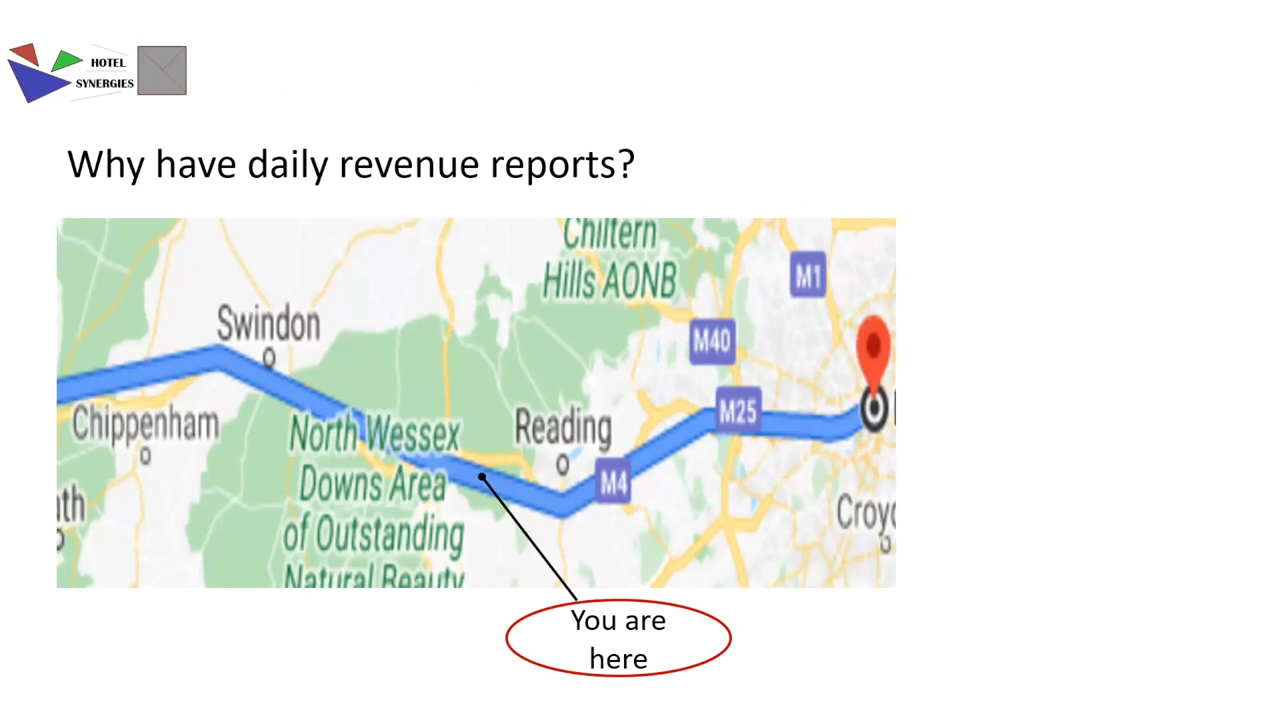 HOTEL
SYNERGIES
Why have daily revenue reports?
Chiltern
Hills AONB
M1
Swindon
M40
M25
Chippenham
North Wessex
Downs Area
of Outstanding
Natural Beauty
Reading
M4
ath
Croy
You are
here